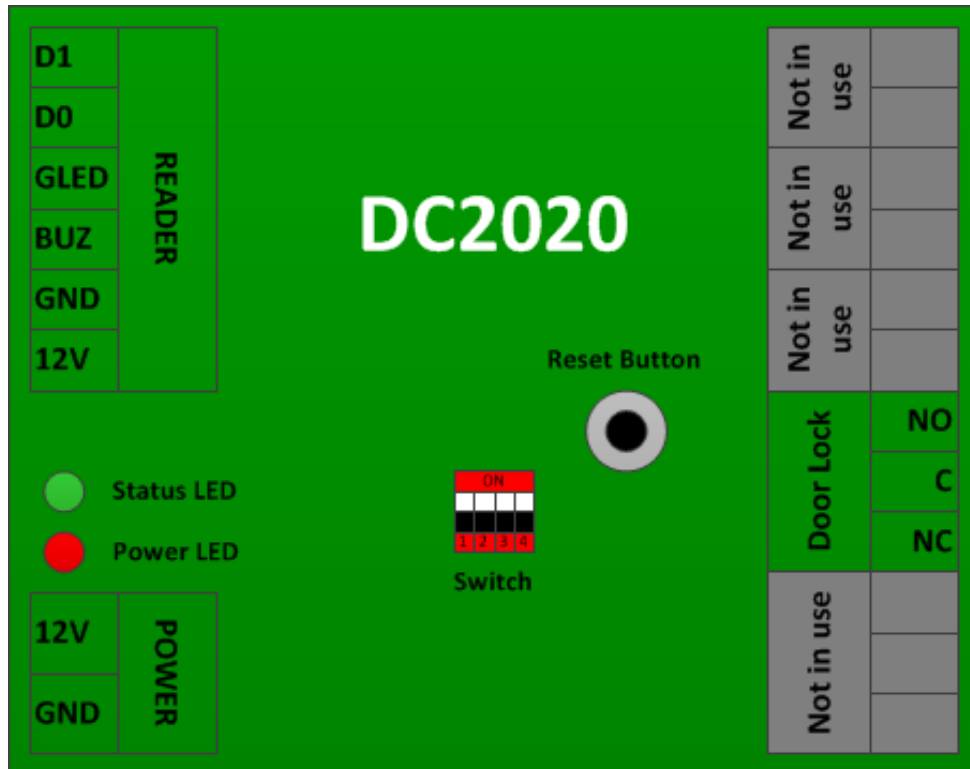 D1
D0
GLED
BUZ
GND
12V
READER
DC2020
Reset Button
Status LED
Power LED
ON
1 2 3 4
Switch
12V
GND
POWER
Not in
use
Not in
use
Not in
use
Door Lock
NO
C
NC
Not in use